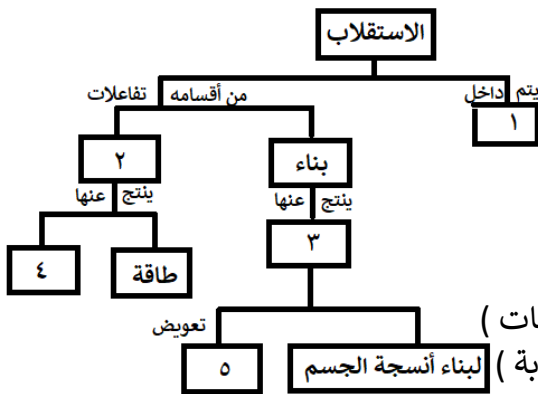 الاستقلاب
يتم داخل
١
من أقسامه تفاعلات
بناء
٢
ينتج عنها
ينتج عنها
٣
طاقة
٤
تعويض
لبناء أنسجة الجسم
٥
ات )
بة )